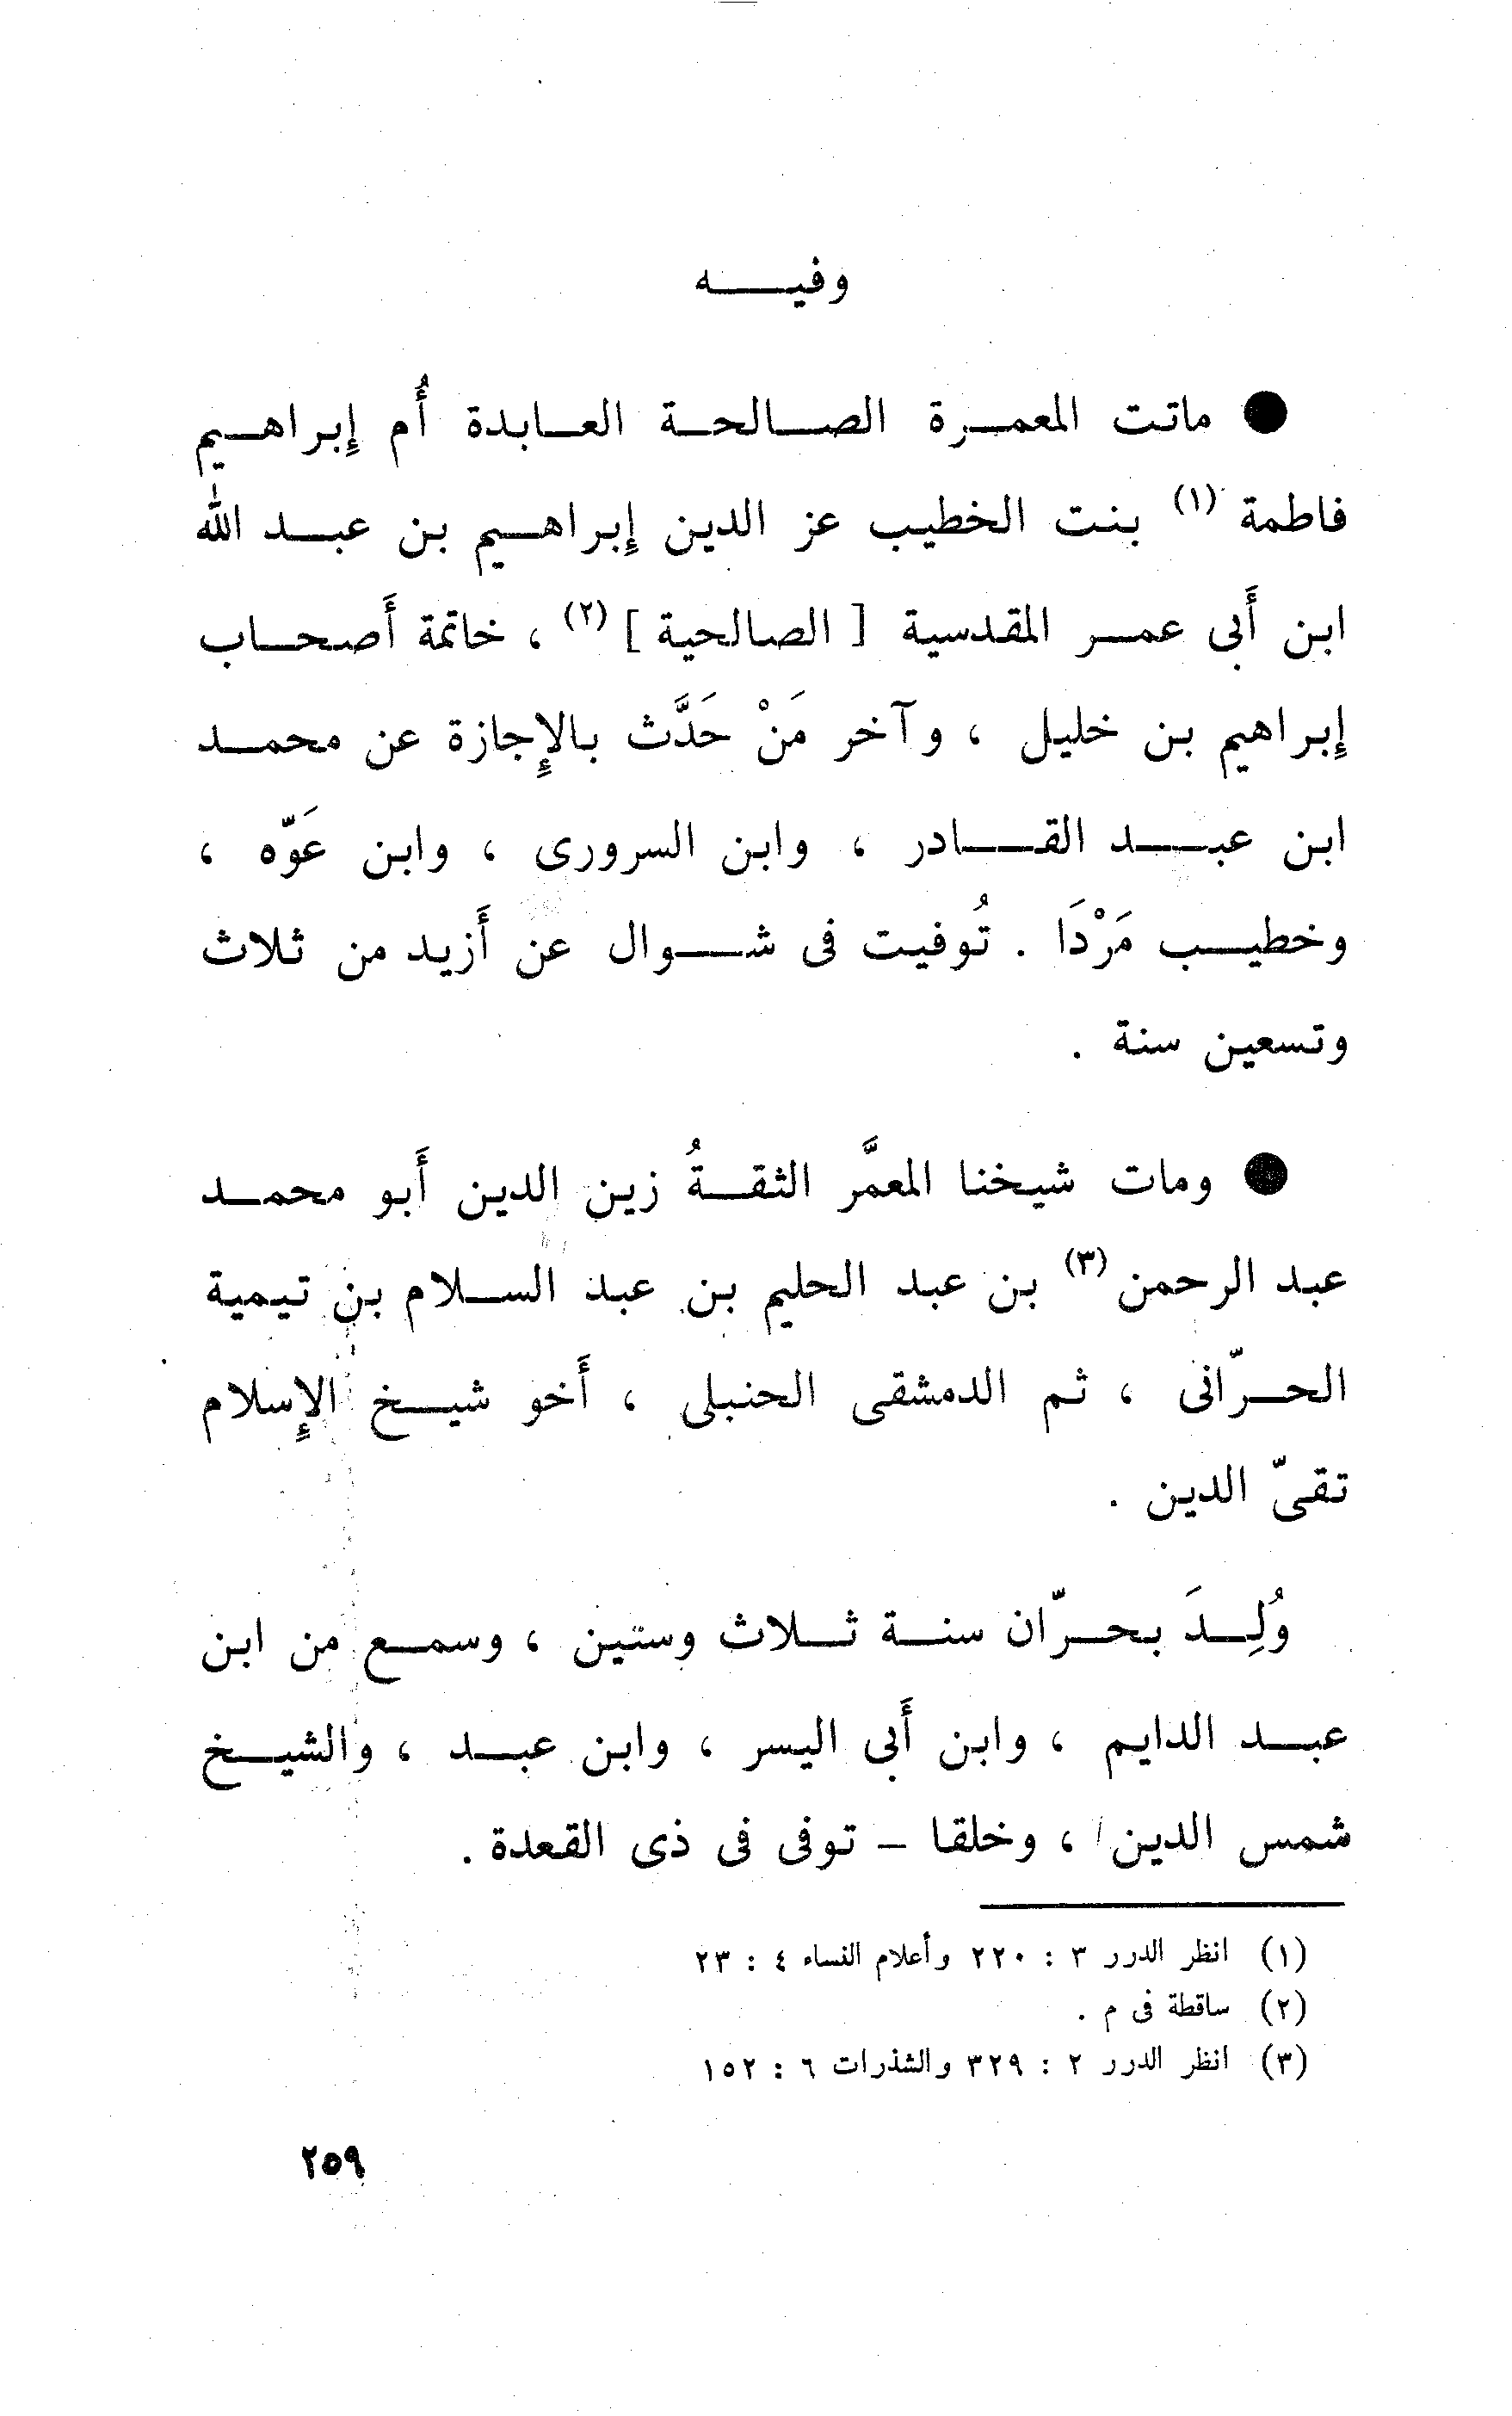 وفيه
● ماتت المعمرة الصالحة العابدة أُم إبراهيم
فاطمة (١) بنت الخطيب عز الدين إبراهيم بن عبد الله
ابن أَبى عمر المقدسية [ الصالحية ] (٢) ، خاتمة أَصحاب
إبراهيم بن خليل ، وآخر مَنْ حَدَّث بالإِجازة عن محمد
ابن عبد القادر ، وابن السرورى ، وابن عَوّه ،
وخطيب مَرْدَا . تُوفيت فى شوال عن أَزيد من ثلاث
وتسعين سنة .
● ومات شيخنا المعمَّر الثقةُ زين الدين أَبو محمد
عبد الرحمن (٣) بن عبد الحليم بن عبد السلام بن تيمية
الحرّانى ، ثم الدمشقى الحنبلى ، أَخو شيخ الإِسلام
تقىّ الدين .
وُلِدَ بحرّان سنة ثلاث وستين ، وسمع من ابن
عبد الدايم ، وابن أَبى اليسر ، وابن عبد ، والشيخ
شمس الدين ، وخلقا – توفى فى ذى القعدة .
(١) انظر الدرر ٣ : ٢٢٠ وأعلام النساء ٤ : ٢٣
(٢) ساقطة فى م .
(٣) انظر الدرر ٢ : ٣٢٩ والشذرات ٦ : ١٥٢
٢٥٩